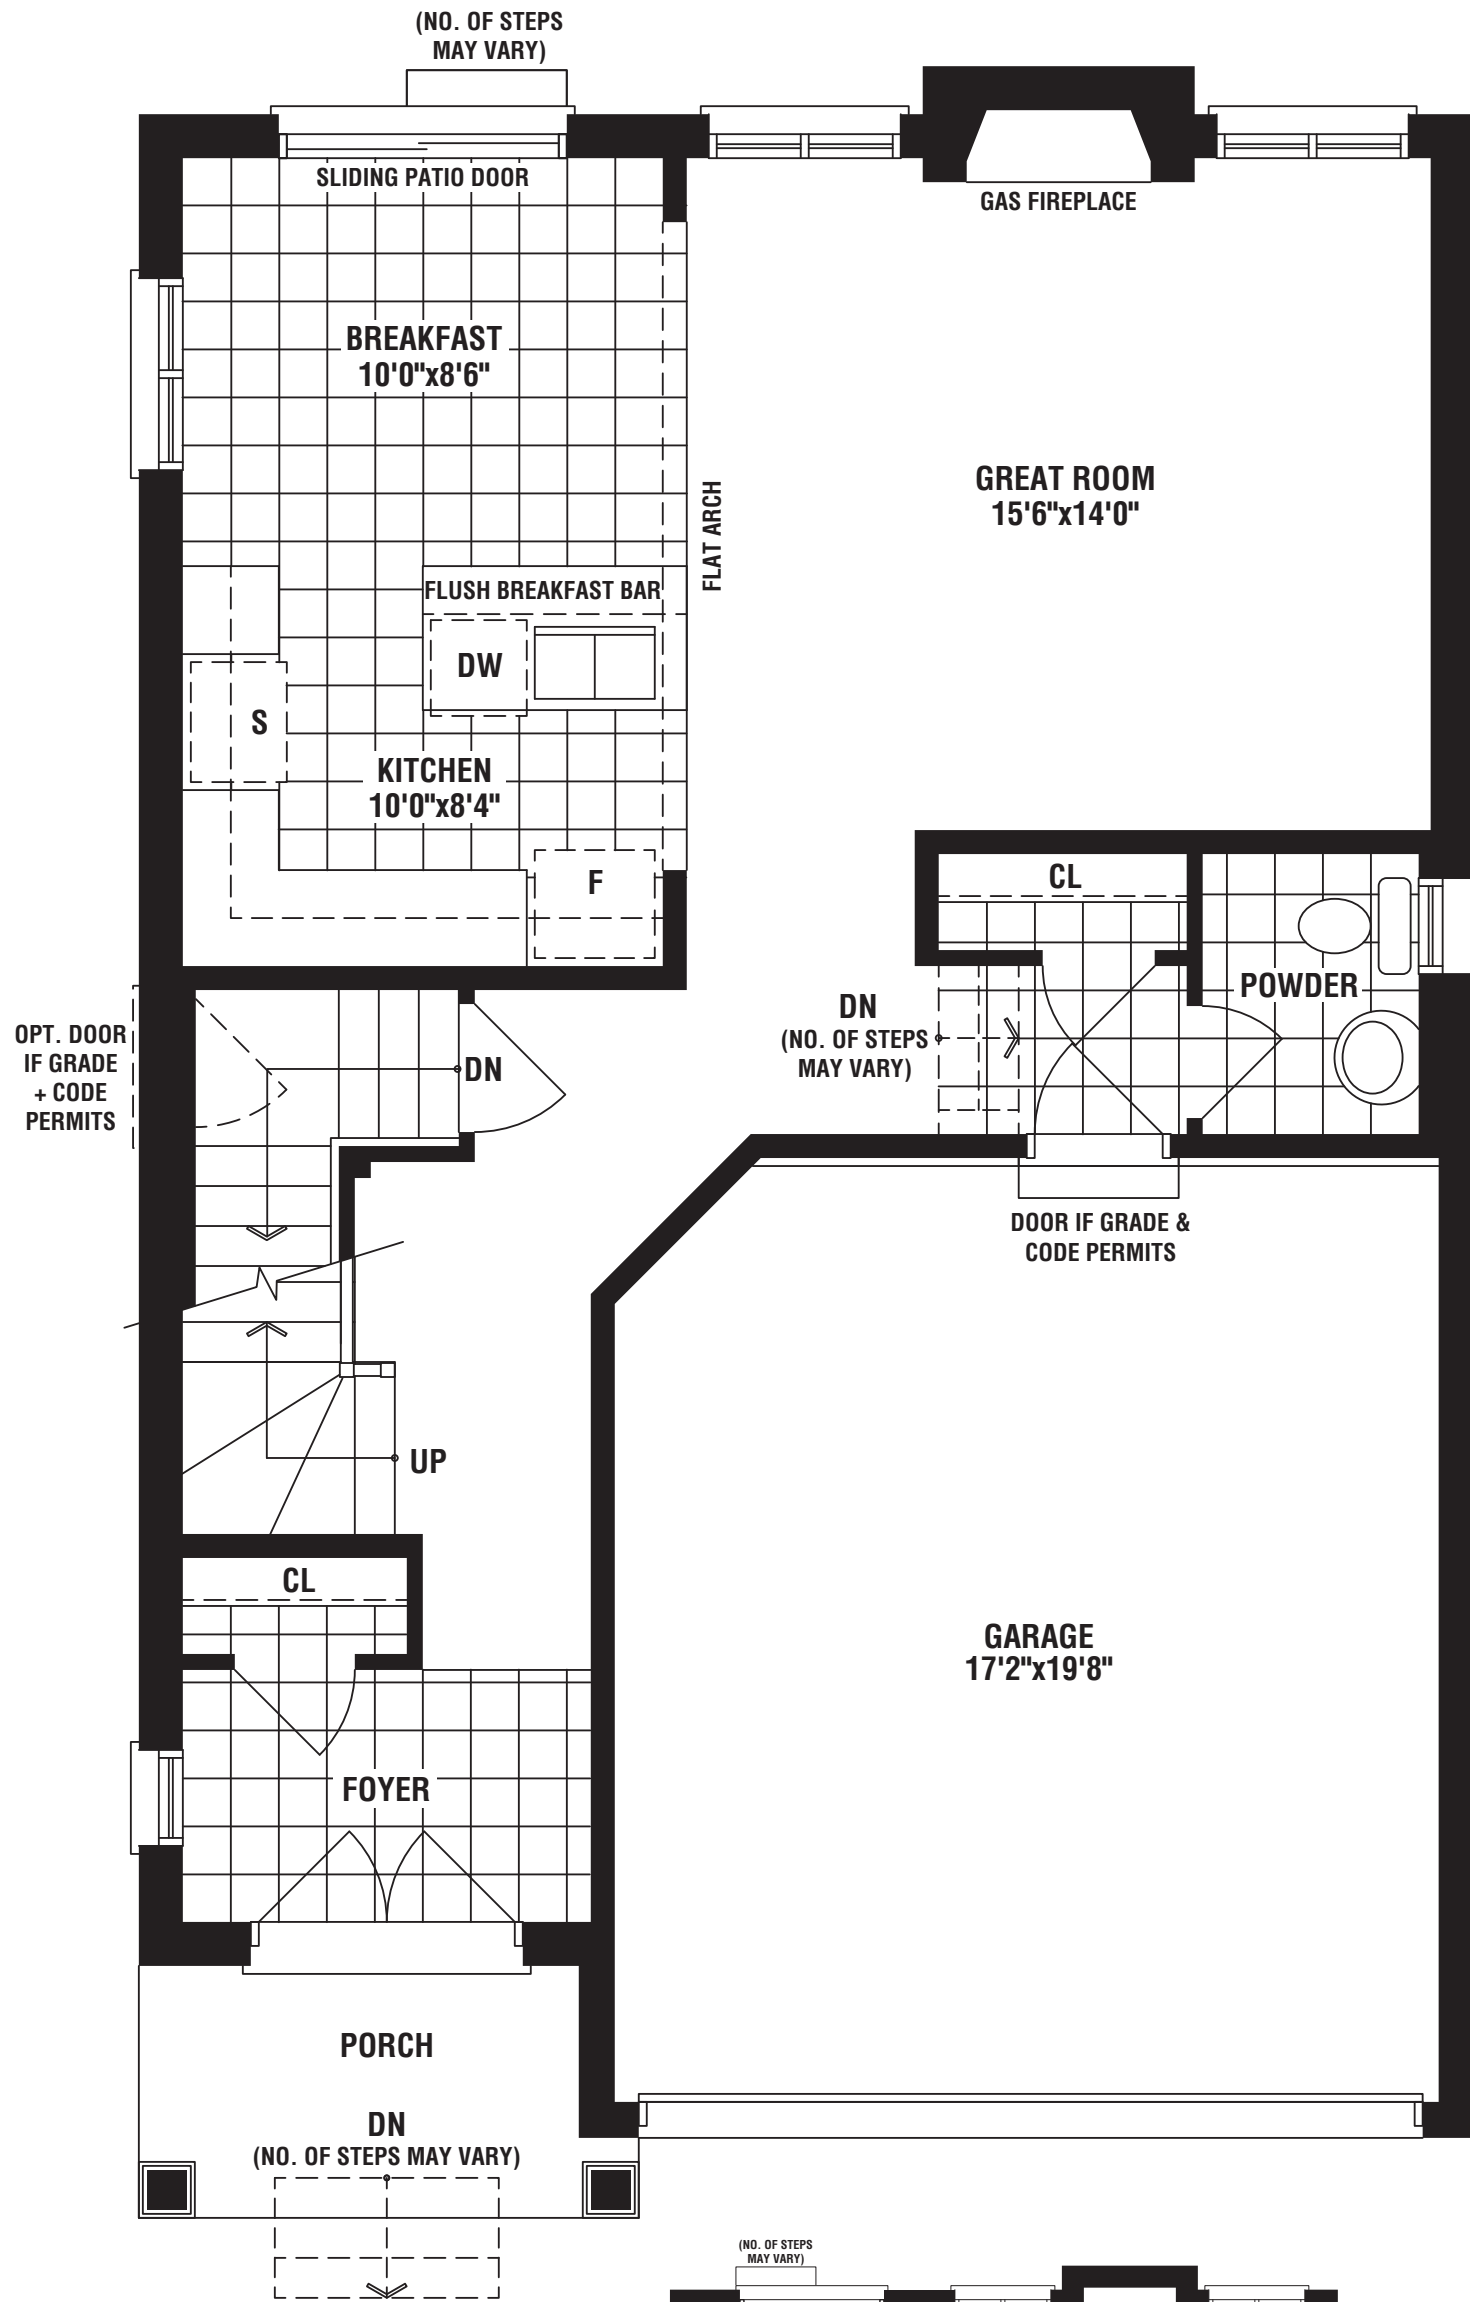 (NO. OF STEPS
MAY VARY)
SLIDING PATIO DOOR
GAS FIREPLACE
BREAKFAST
10'0"x8'6"
GREAT ROOM
15'6"x14'0"
FLAT ARCH
FLUSH BREAKFAST BAR
DW
S
KITCHEN
10'0"x8'4"
F
CL
POWDER
DN
(NO. OF STEPS
MAY VARY)
OPT. DOOR
IF GRADE
+ CODE
PERMITS
DN
DOOR IF GRADE &
CODE PERMITS
UP
CL
GARAGE
17'2"x19'8"
FOYER
PORCH
DN
(NO. OF STEPS MAY VARY)
(NO. OF STEPS
MAY VARY)